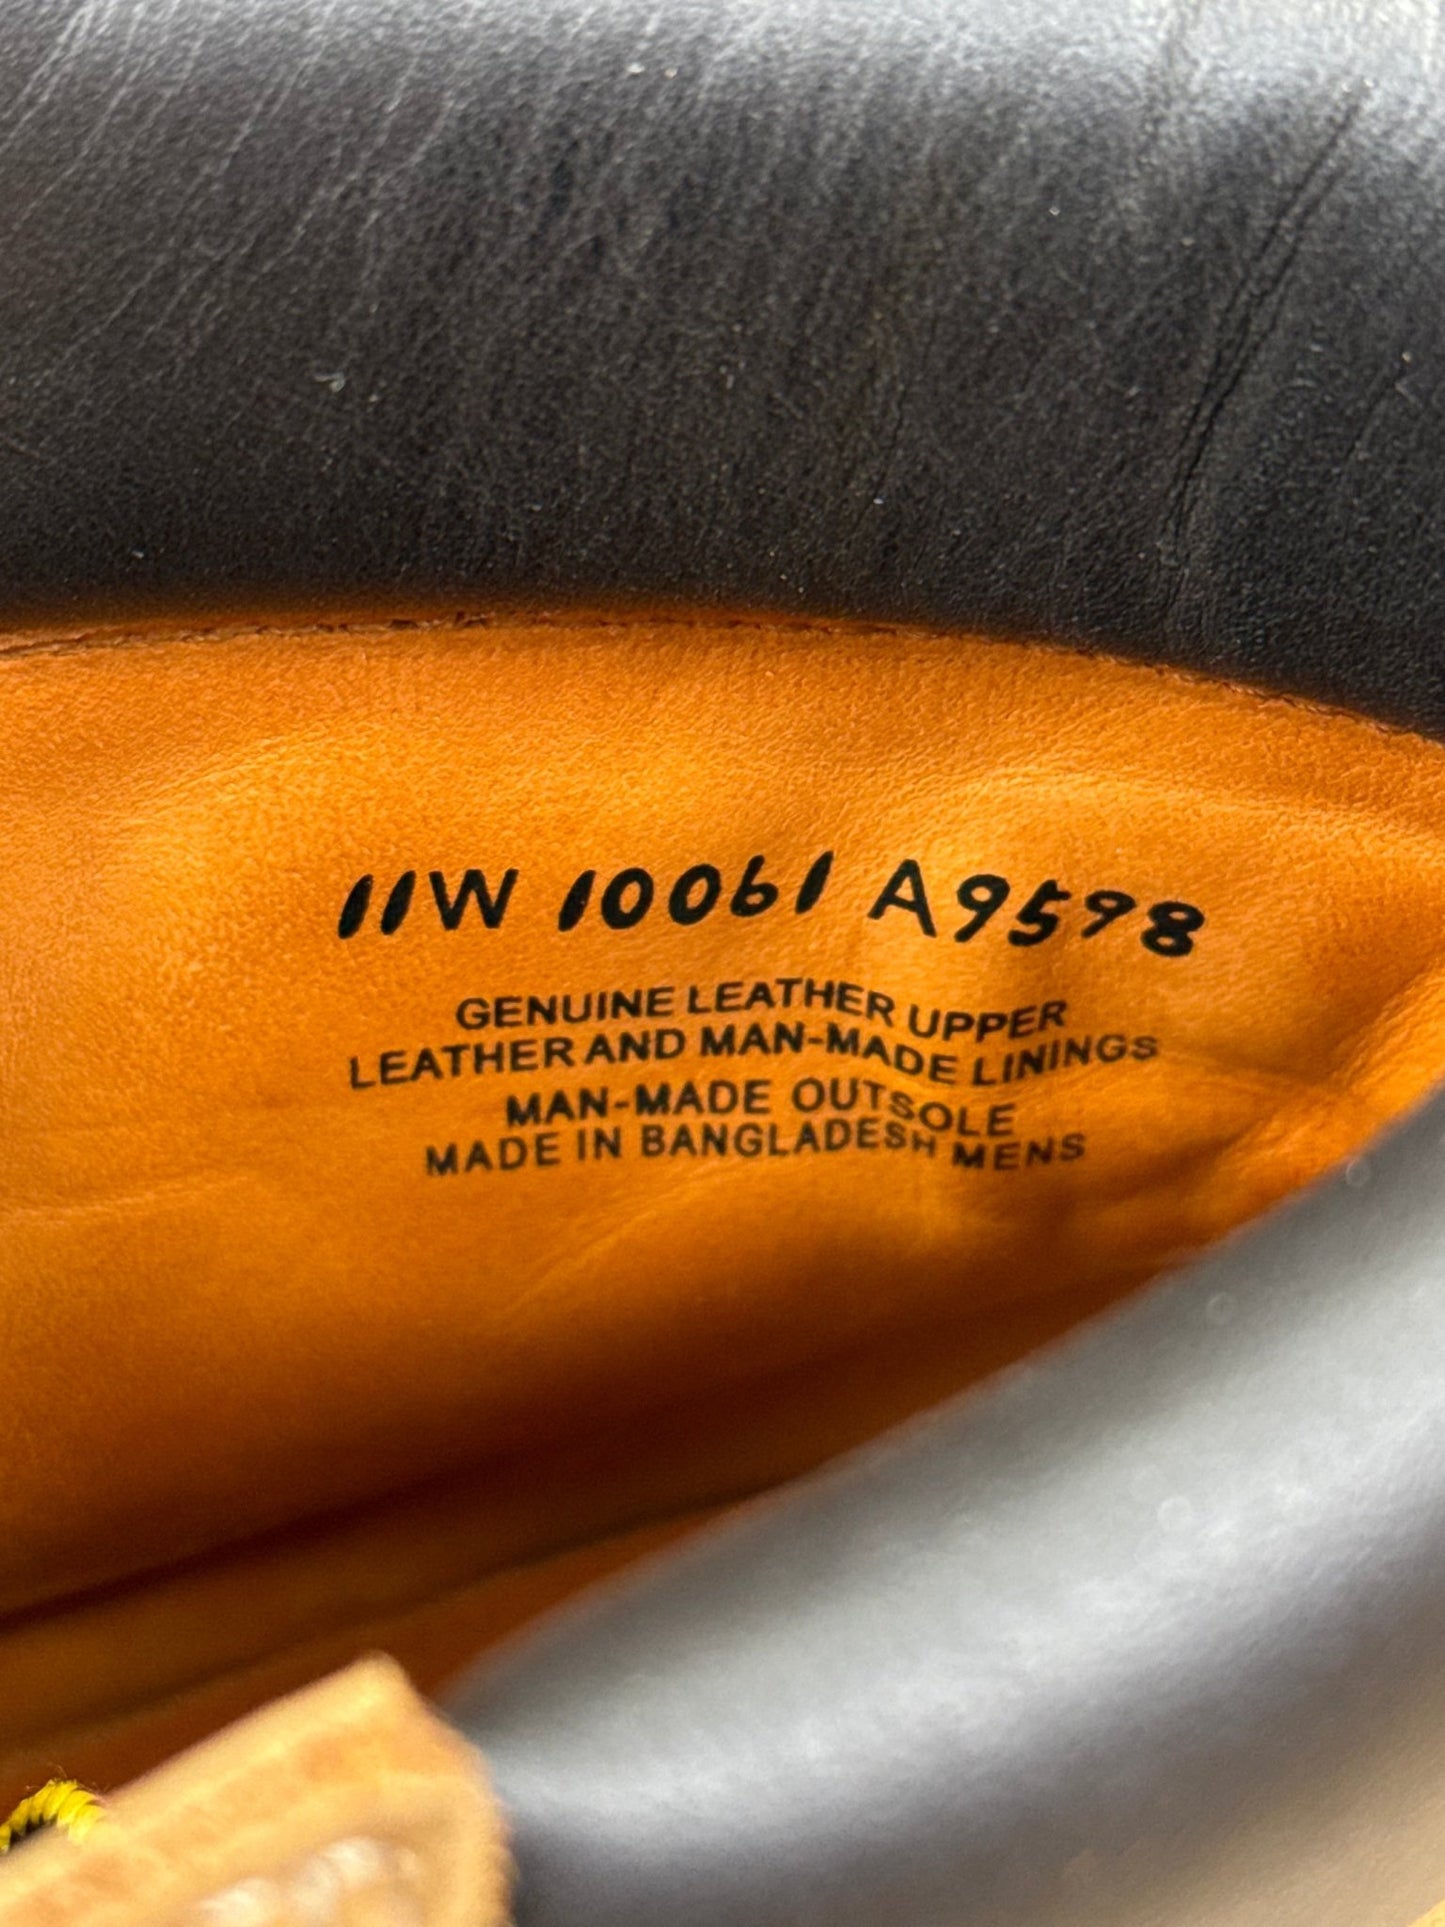 11W 10061 A9598
GENUINE LEATHER UPPER
LEATHER AND MAN-MADE LININGS
MAN-MADE OUTSOLE
MADE IN BANGLADESH MENS